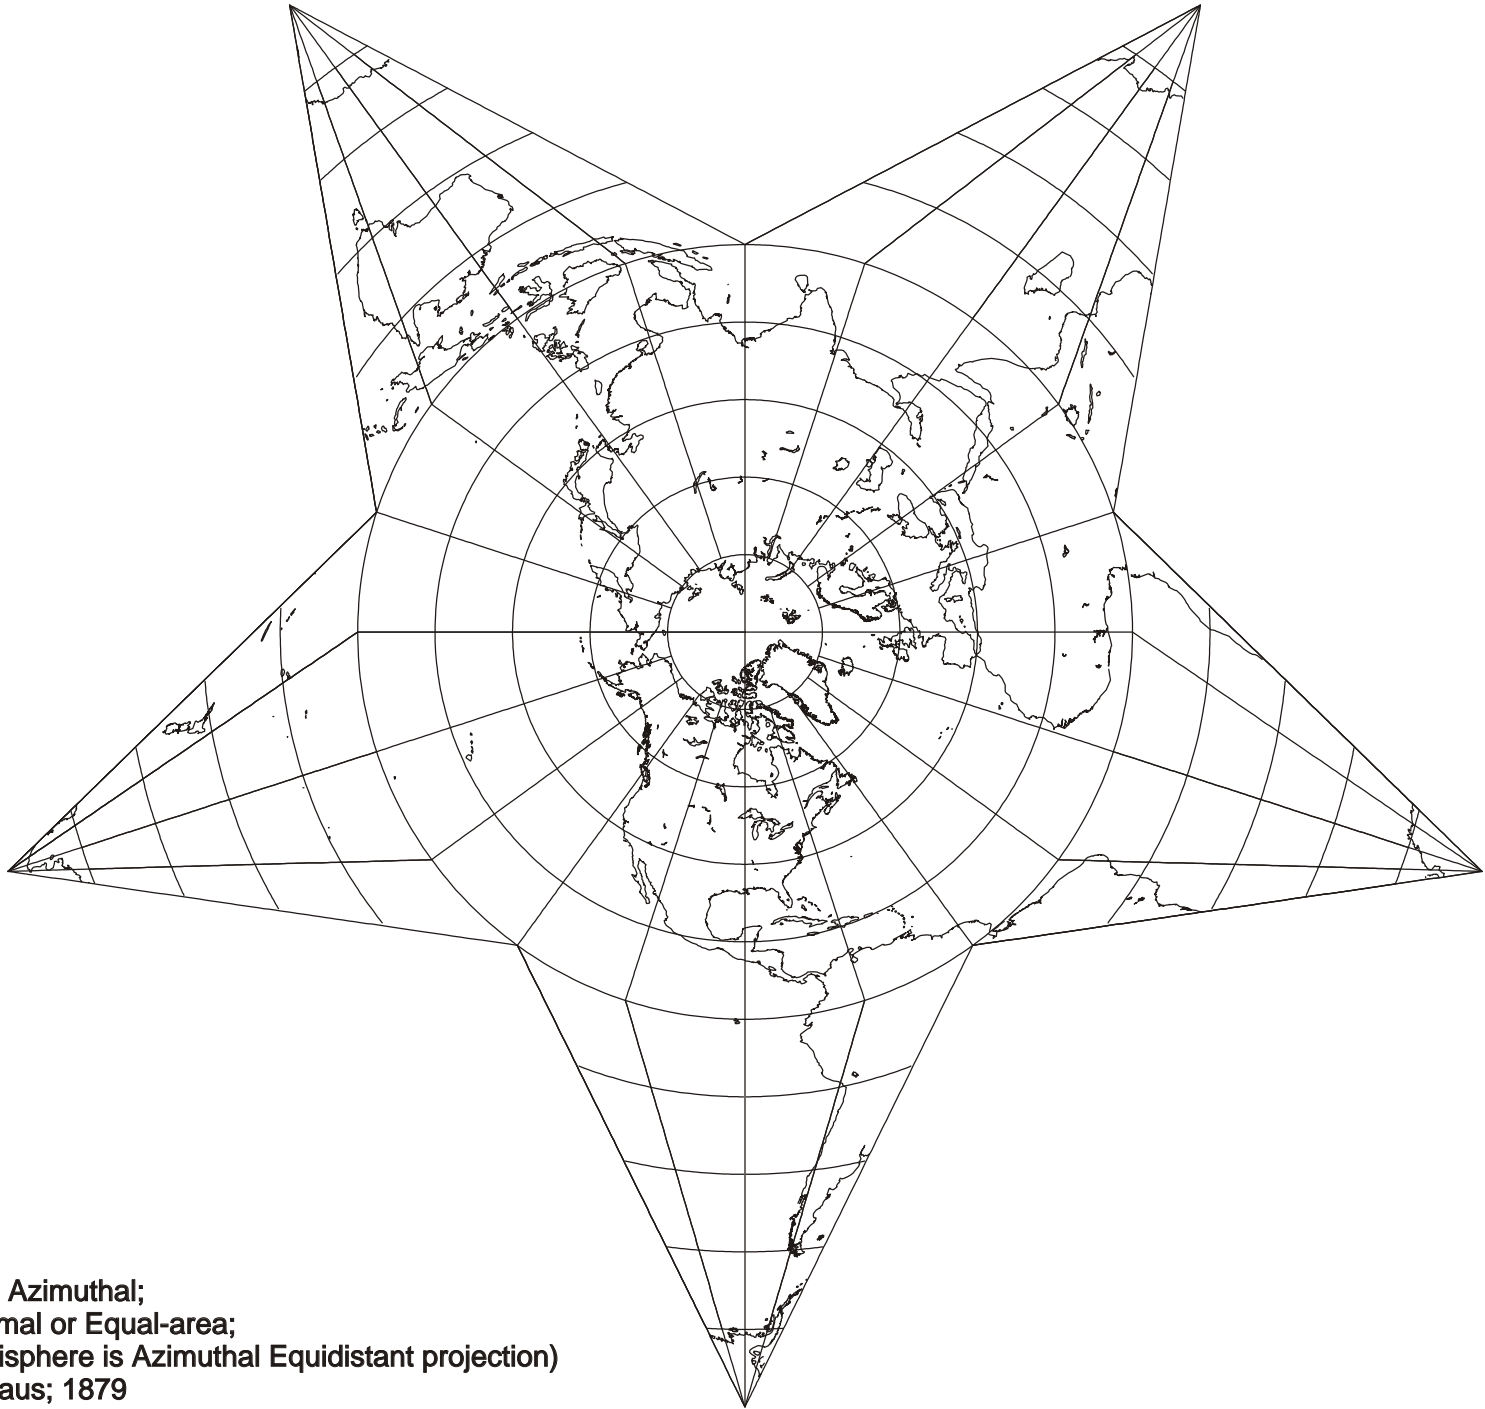 Azimuthal;
mal or Equal-area;
isphere is Azimuthal Equidistant projection)
aus; 1879